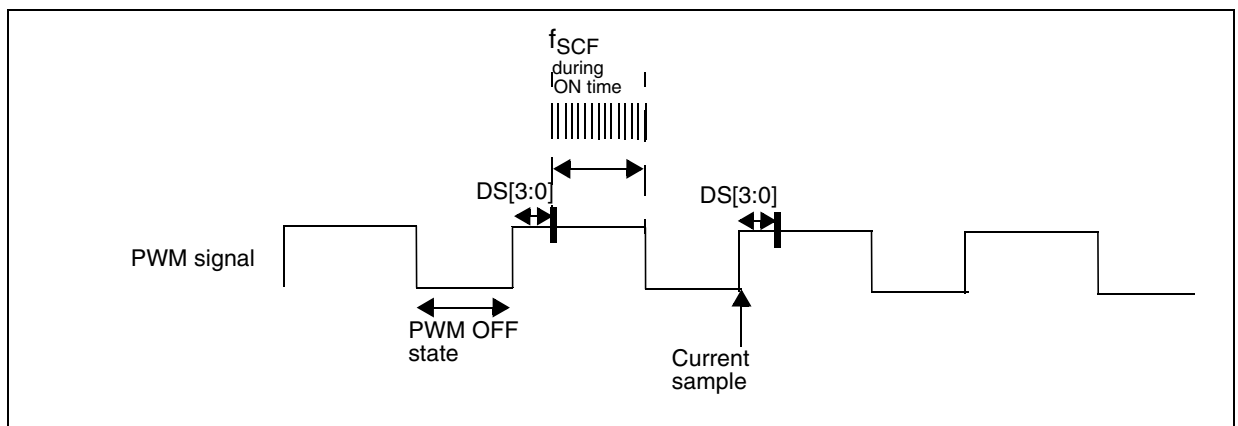 fSCF
during
ON time
DS[3:0]
DS[3:0]
PWM signal
PWM OFF
state
Current
sample